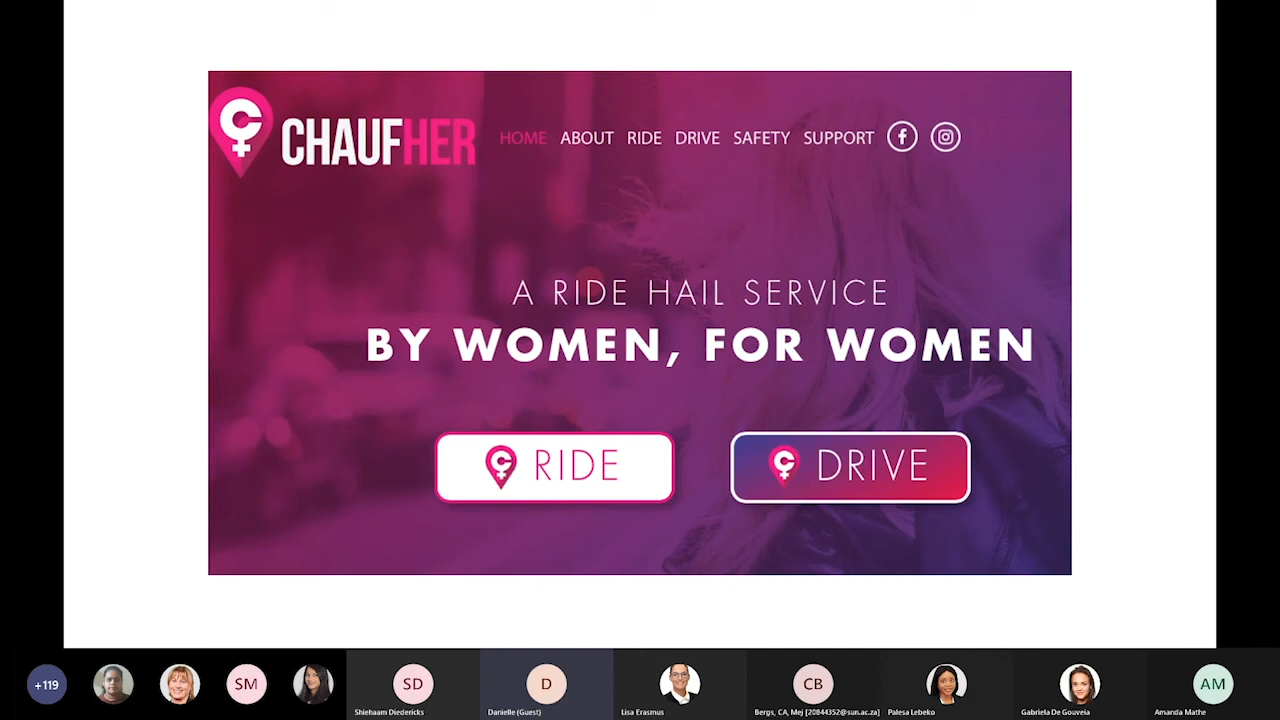 CHAUFHER
HOME ABOUT RIDE DRIVE SAFETY SUPPORT
A RIDE HAIL SERVICE
BY WOMEN, FOR WOMEN
RIDE
DRIVE
+119
SM
SD
D
CB
AM
Shiehaam Diedericks
Danielle (Guest)
Lisa Erasmus
Bergs, CA, Mej [20844352@sun.ac.za]
Palesa Lebeko
Gabriela De Gouveia
Amanda Mathe